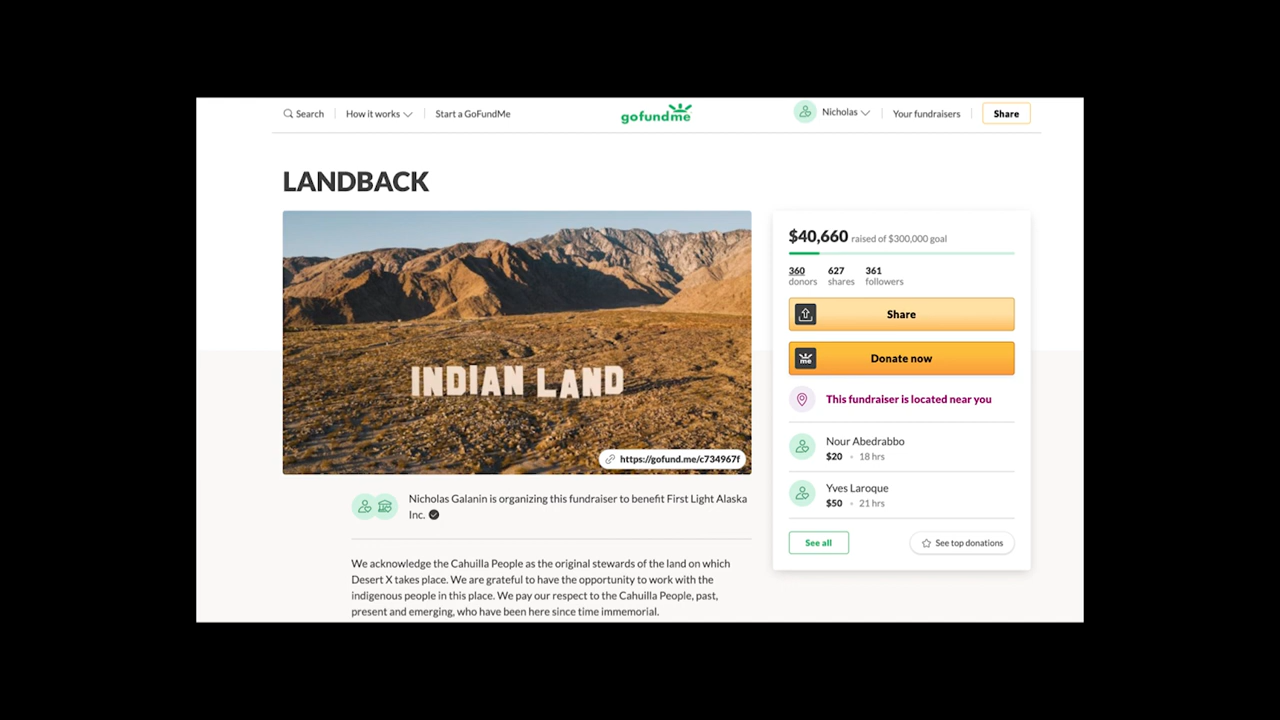 Search
How it works
Start a GoFundMe
gofundme
Nicholas
Your fundraisers
Share
LANDBACK
INDIAN LAND
https://gofund.me/c734967f
Nicholas Galanin is organizing this fundraiser to benefit First Light Alaska
Inc.
We acknowledge the Cahuilla People as the original stewards of the land on which
Desert X takes place. We are grateful to have the opportunity to work with the
indigenous people in this place. We pay our respect to the Cahuilla People, past,
present and emerging, who have been here since time immemorial.
$40,660 raised of $300,000 goal
360 627 361
donors shares followers
Share
me Donate now
This fundraiser is located near you
Nour Abedrabbo
$20 • 18 hrs
Yves Laroque
$50 • 21 hrs
See all
See top donations